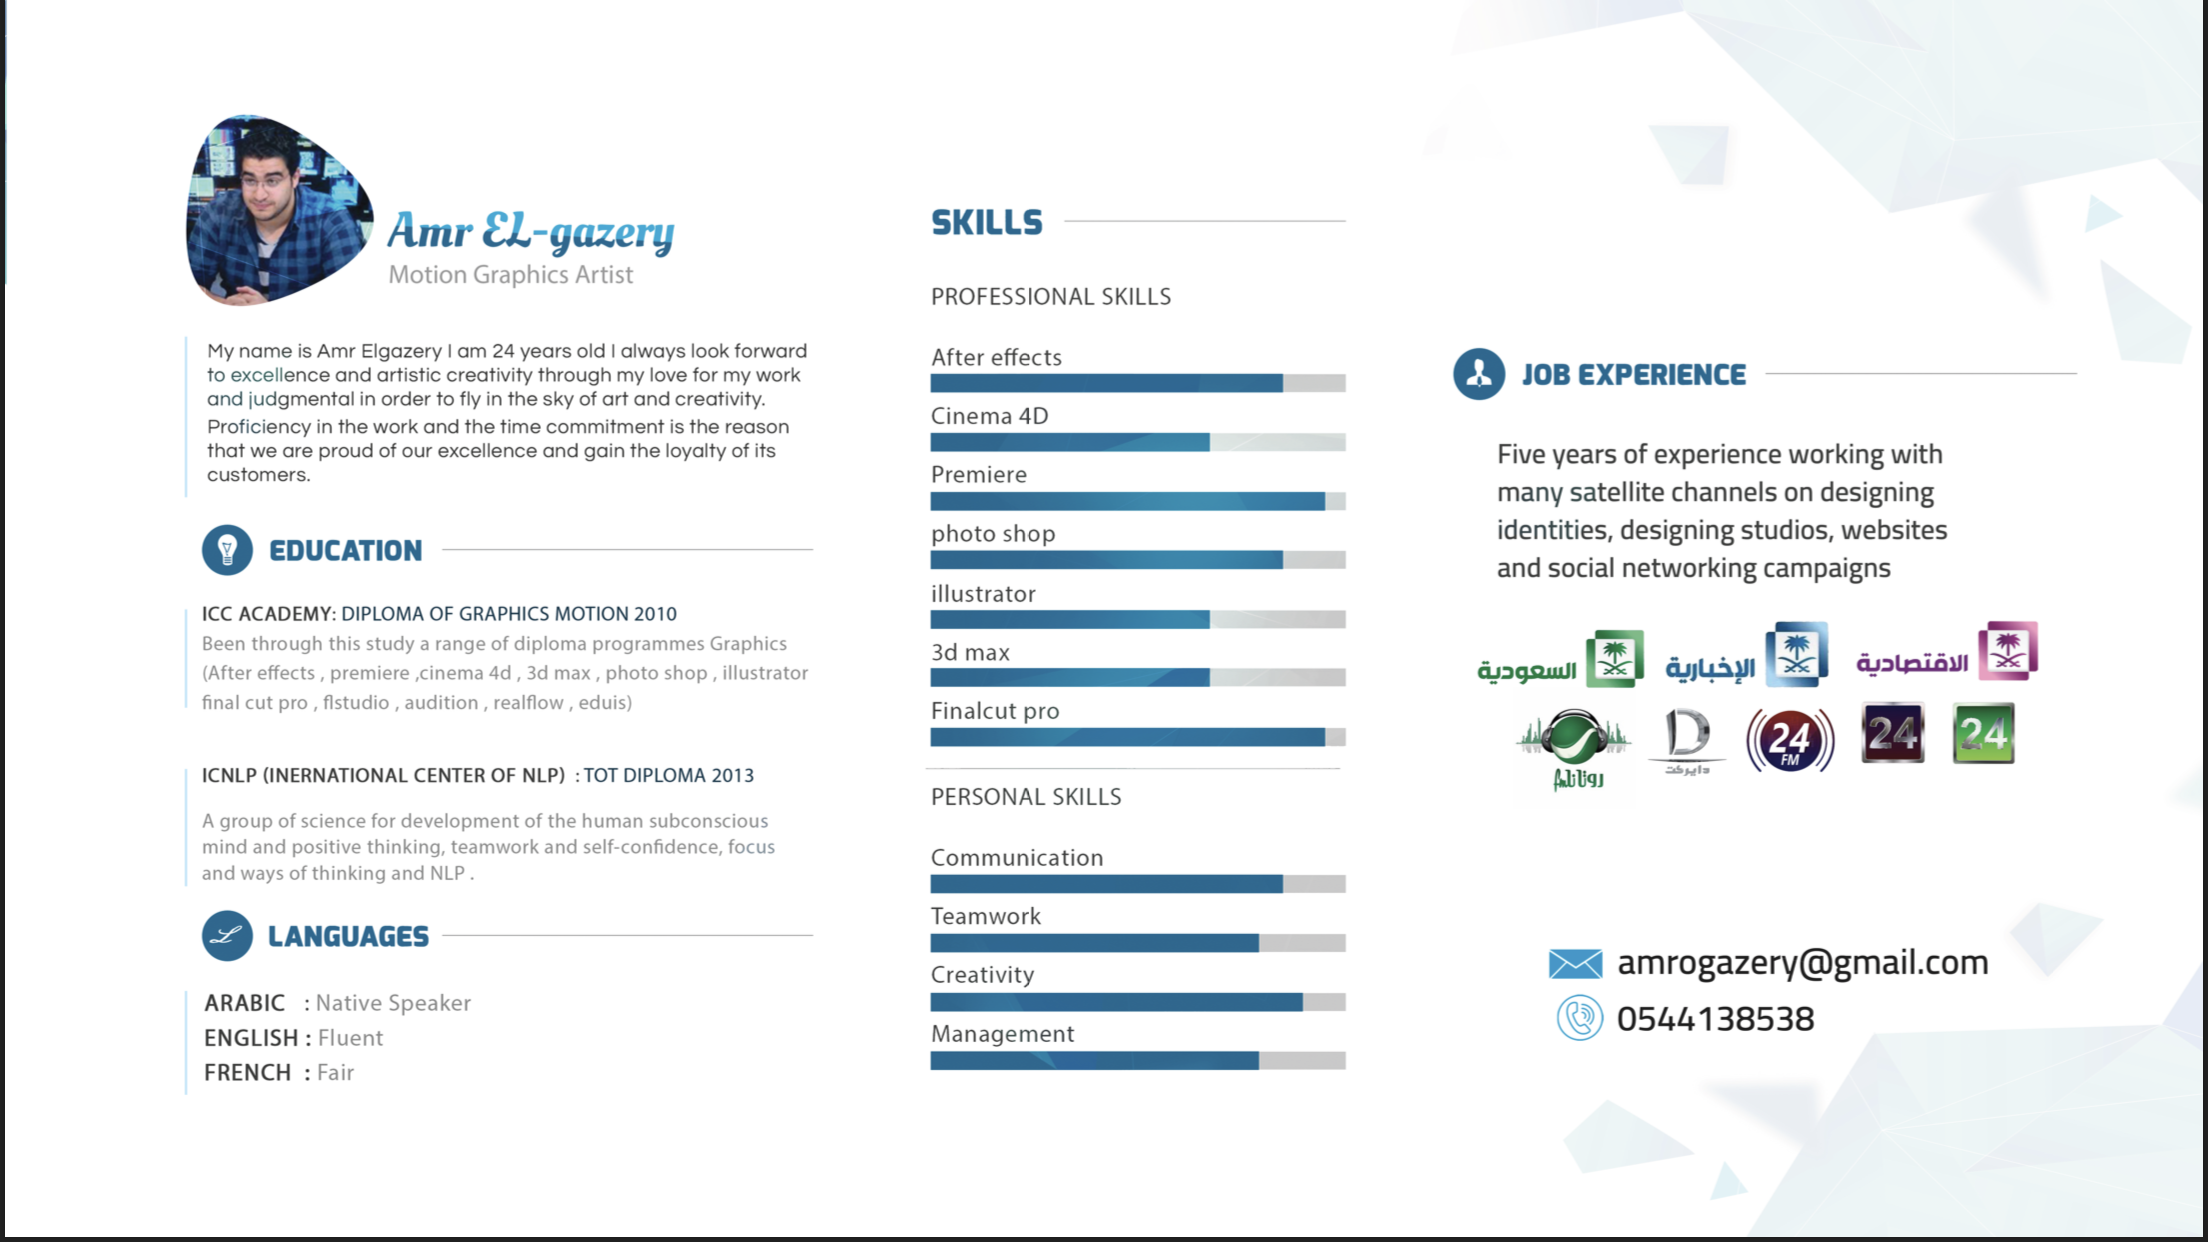 Amr EL-gazery
Motion Graphics Artist
My name is Amr Elgazery I am 24 years old I always look forward
to excellence and artistic creativity through my love for my work
and judgmental in order to fly in the sky of art and creativity.
Proficiency in the work and the time commitment is the reason
that we are proud of our excellence and gain the loyalty of its
customers.
EDUCATION
ICC ACADEMY: DIPLOMA OF GRAPHICS MOTION 2010
Been through this study a range of diploma programmes Graphics
(After effects , premiere ,cinema 4d , 3d max , photo shop , illustrator
final cut pro , flstudio , audition , realflow , eduis)
ICNLP (INERNATIONAL CENTER OF NLP) : TOT DIPLOMA 2013
A group of science for development of the human subconscious
mind and positive thinking, teamwork and self-confidence, focus
and ways of thinking and NLP .
L LANGUAGES
ARABIC : Native Speaker
ENGLISH : Fluent
FRENCH : Fair
SKILLS
PROFESSIONAL SKILLS
After effects
Cinema 4D
Premiere
photo shop
illustrator
3d max
Finalcut pro
PERSONAL SKILLS
Communication
Teamwork
Creativity
Management
JOB EXPERIENCE
Five years of experience working with
many satellite channels on designing
identities, designing studios, websites
and social networking campaigns
السعودية
الإخبارية
الاقتصادية
روتانا
D
دايركت
24
FM
24
24
amrogazery@gmail.com
0544138538